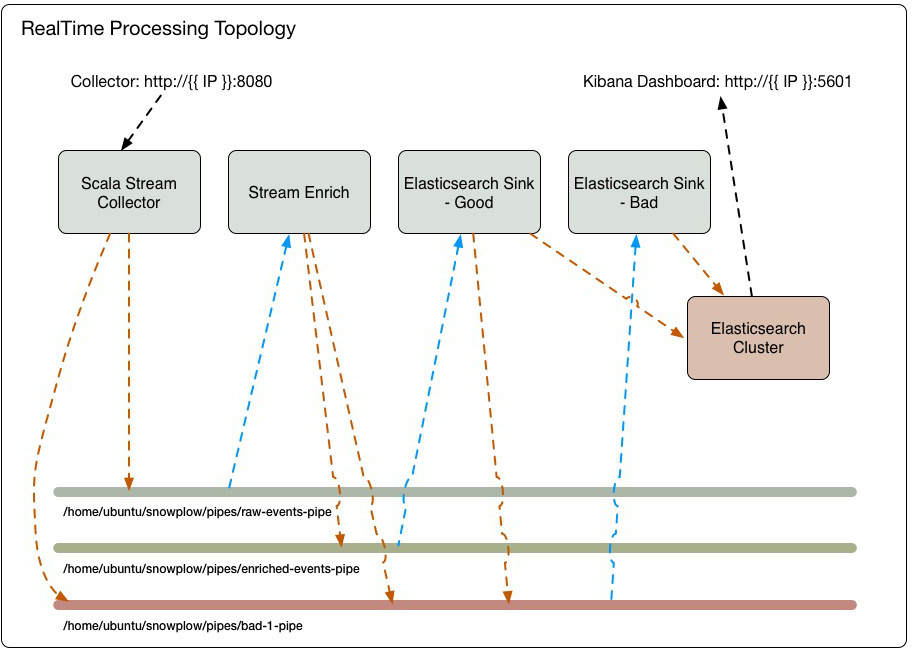 RealTime Processing Topology
Collector: http://{{ IP }}:8080
Kibana Dashboard: http://{{ IP }}:5601
Scala Stream
Collector
Stream Enrich
Elasticsearch Sink
- Good
Elasticsearch Sink
- Bad
Elasticsearch
Cluster
/home/ubuntu/snowplow/pipes/raw-events-pipe
/home/ubuntu/snowplow/pipes/enriched-events-pipe
/home/ubuntu/snowplow/pipes/bad-1-pipe